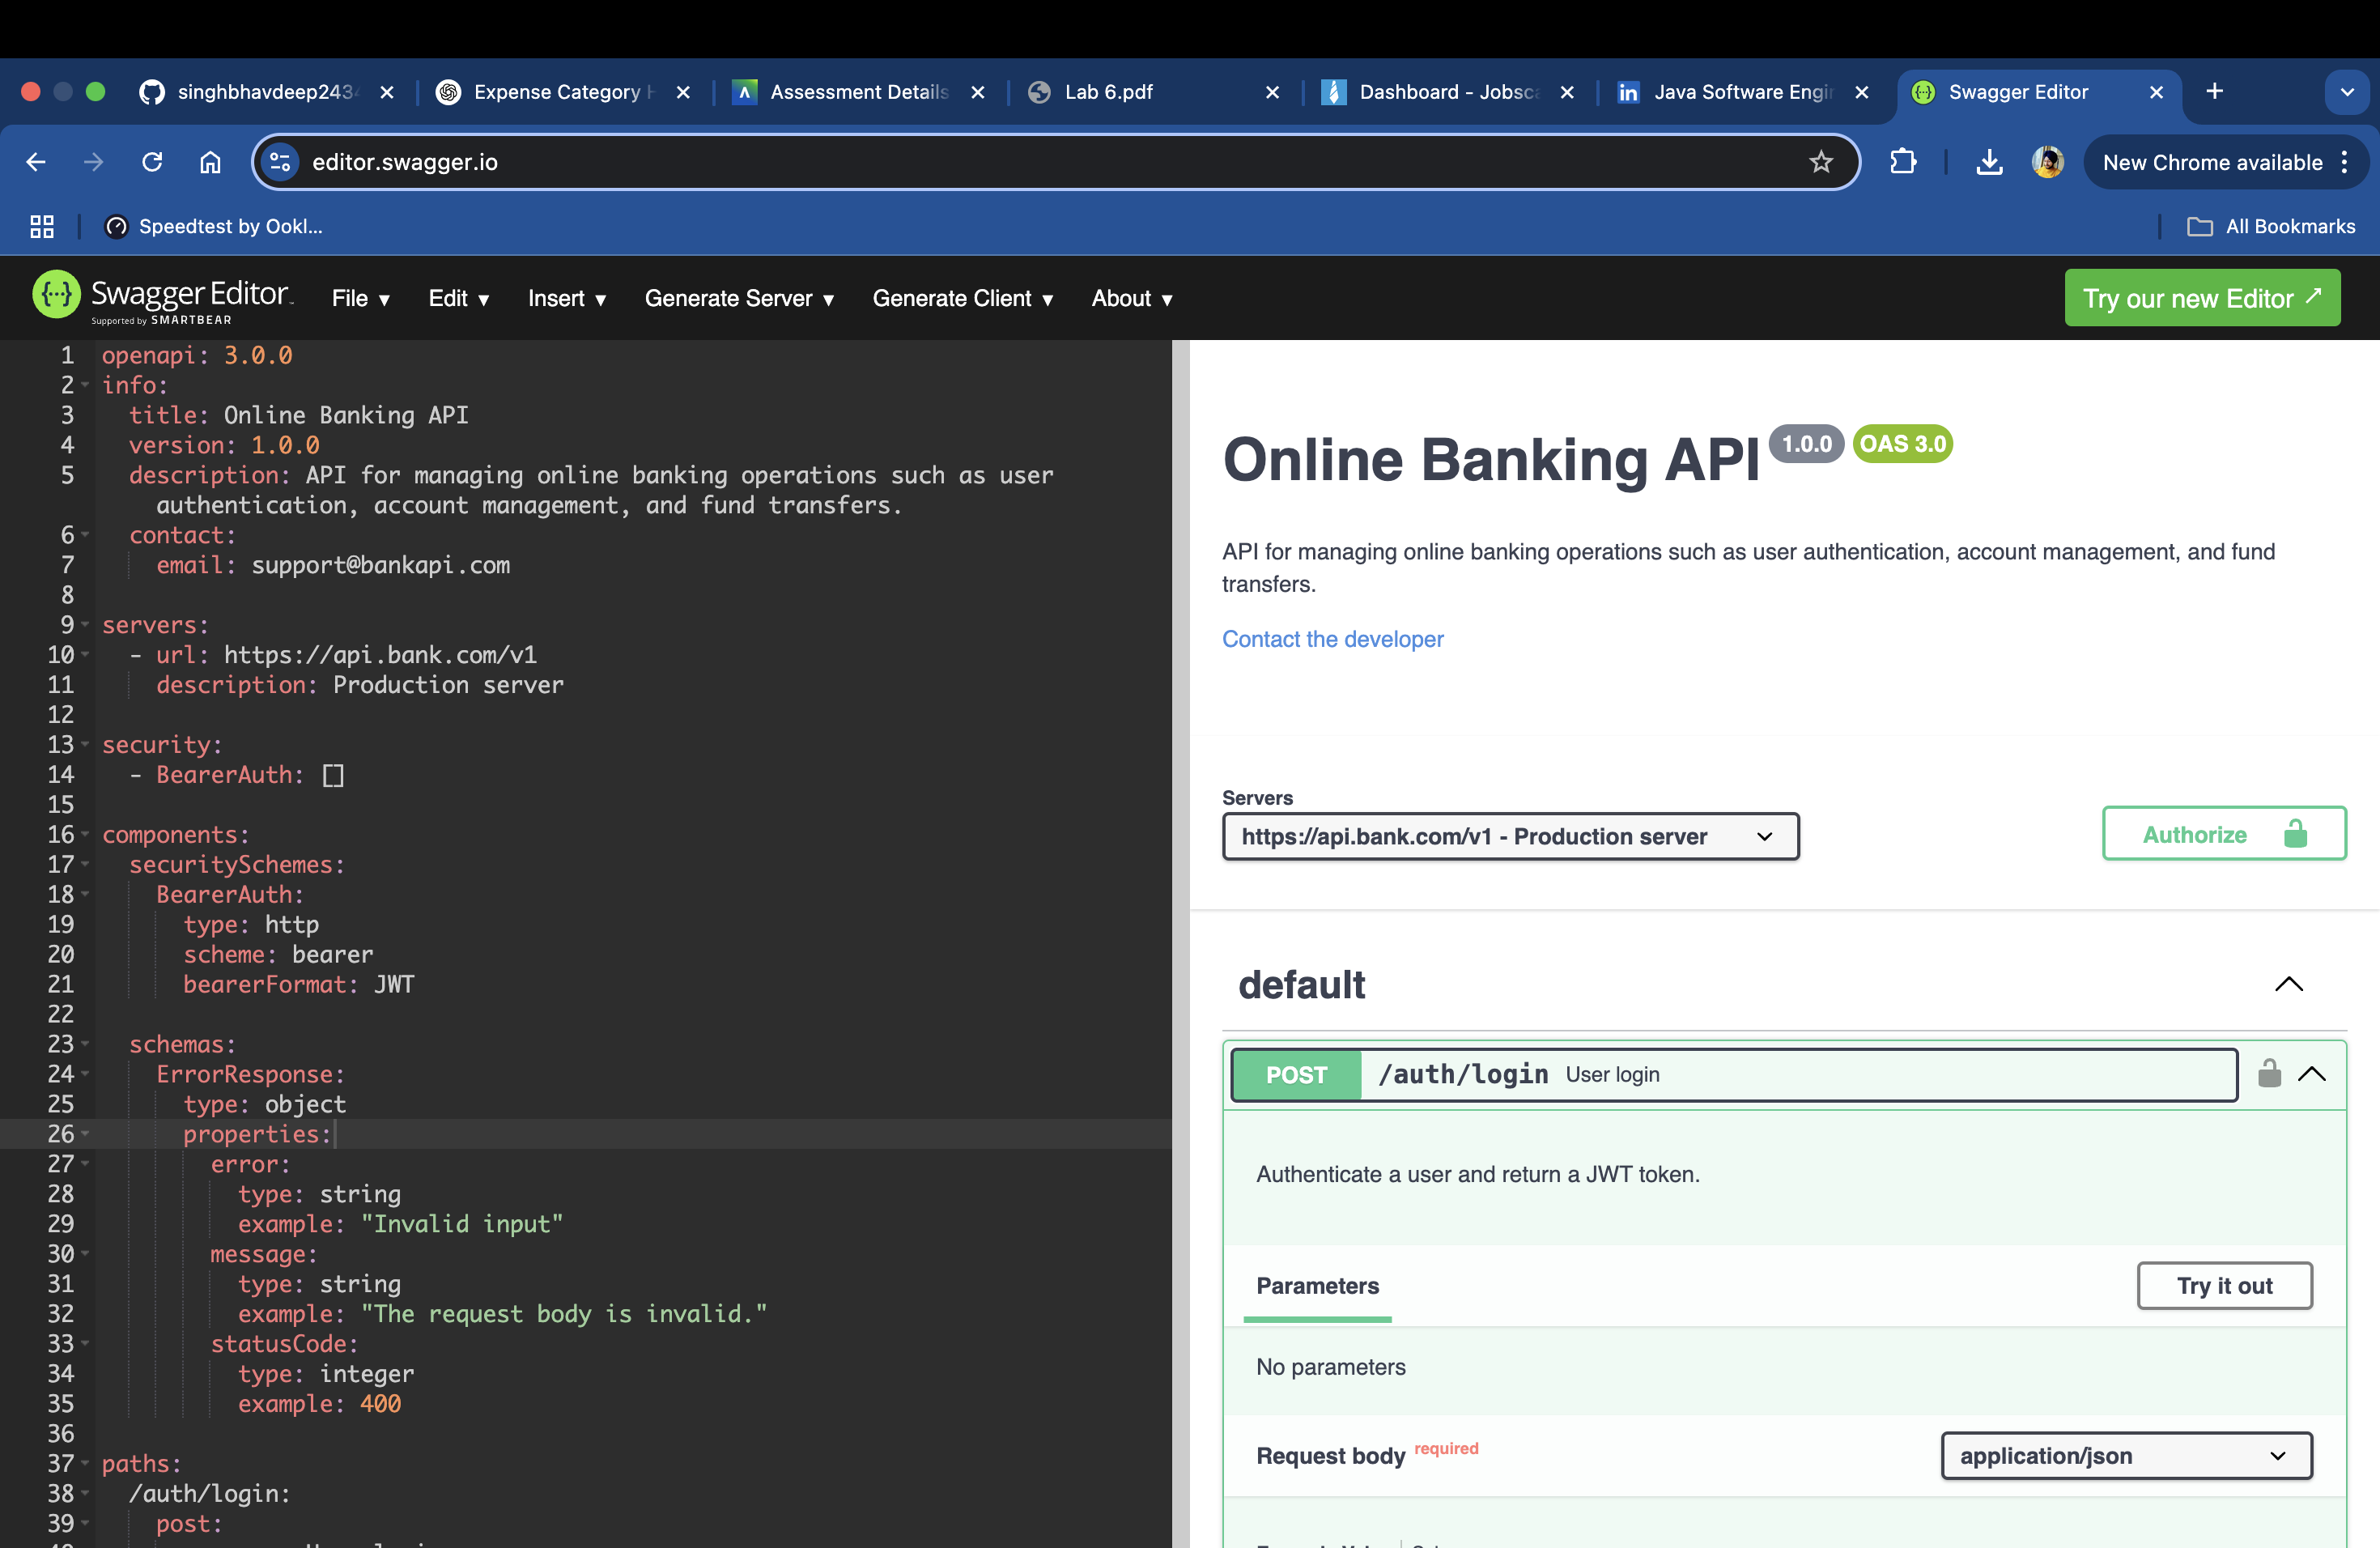 singhbhavdeep243
Expense Category
Assessment Details
Lab 6.pdf
Dashboard - Jobsc
Java Software Engi
Swagger Editor
editor.swagger.io
New Chrome available
Speedtest by Ookl...
All Bookmarks
Swagger Editor
Supported by SMARTBEAR
File
Edit
Insert
Generate Server
Generate Client
About
Try our new Editor
1 openapi: 3.0.0
2 info:
3 title: Online Banking API
4 version: 1.0.0
5 description: API for managing online banking operations such as user
authentication, account management, and fund transfers.
6 contact:
7 email: support@bankapi.com
8
9 servers:
10 - url: https://api.bank.com/v1
11 description: Production server
12
13 security:
14 - BearerAuth: []
15
16 components:
17 securitySchemes:
18 BearerAuth:
19 type: http
20 scheme: bearer
21 bearerFormat: JWT
22
23 schemas:
24 ErrorResponse:
25 type: object
26 properties:
27 error:
28 type: string
29 example: "Invalid input"
30 message:
31 type: string
32 example: "The request body is invalid."
33 statusCode:
34 type: integer
35 example: 400
36
37 paths:
38 /auth/login:
39 post:
Online Banking API 1.0.0 OAS 3.0
API for managing online banking operations such as user authentication, account management, and fund
transfers.
Contact the developer
Servers
https://api.bank.com/v1 - Production server
Authorize
default
POST /auth/login User login
Authenticate a user and return a JWT token.
Parameters
Try it out
No parameters
Request body required
application/json